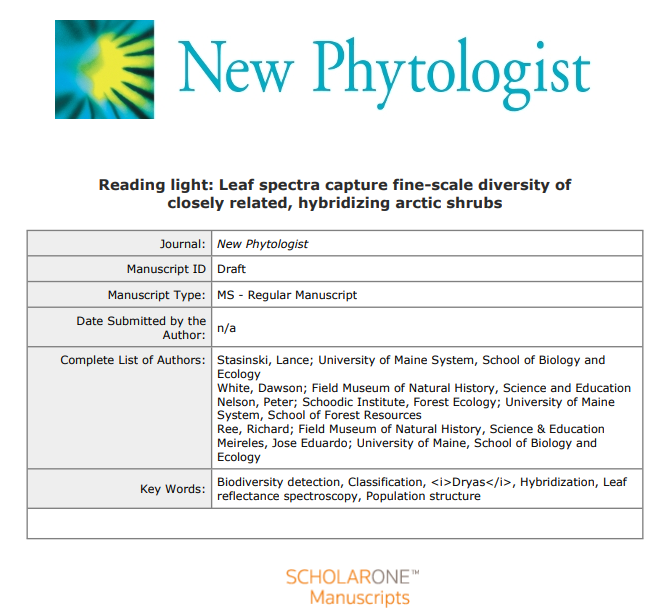 New Phytologist
Reading light: Leaf spectra capture fine-scale diversity of
closely related, hybridizing arctic shrubs
Journal: New Phytologist
Manuscript ID Draft
Manuscript Type: MS - Regular Manuscript
Date Submitted by the
Author: n/a
Complete List of Authors: Stasinski, Lance; University of Maine System, School of Biology and
Ecology
White, Dawson; Field Museum of Natural History, Science and Education
Nelson, Peter; Schoodic Institute, Forest Ecology; University of Maine
System, School of Forest Resources
Ree, Richard; Field Museum of Natural History, Science & Education
Meireles, Jose Eduardo; University of Maine, School of Biology and
Ecology
Key Words: Biodiversity detection, Classification, <i>Dryas</i>, Hybridization, Leaf
reflectance spectroscopy, Population structure
SCHOLARONE™
Manuscripts